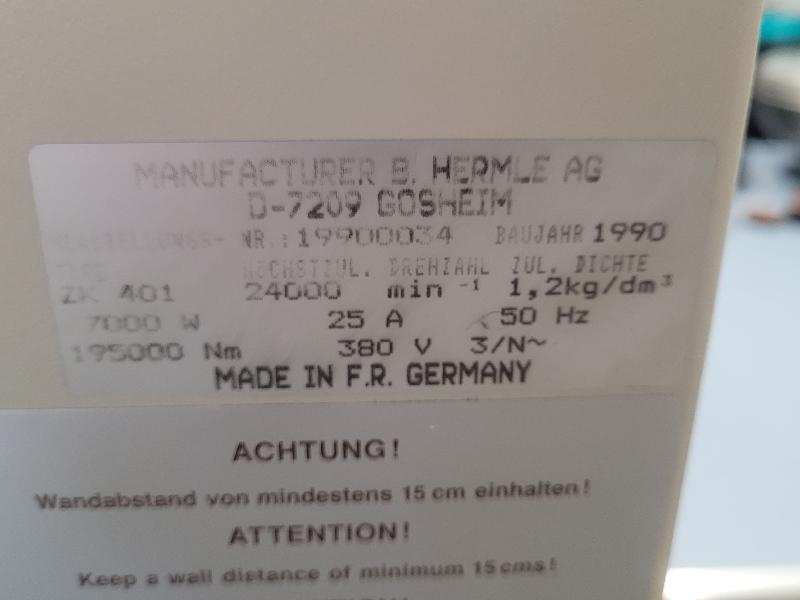 MANUFACTURER B. HERMLE AG
D-7209 GOSHEIM
NR.:19900034 BAUJAHR 1990
HÖCHSTZUL. DREHZAHL ZUL. DICHTE
ZK 401 24000 min ⁻¹ 1,2kg/dm³
7000 W 25 A 50 Hz
195000 Nm 380 V 3/N~
MADE IN F.R. GERMANY
ACHTUNG!
Wandabstand von mindestens 15 cm einhalten!
ATTENTION!
Keep a wall distance of minimum 15 cms!